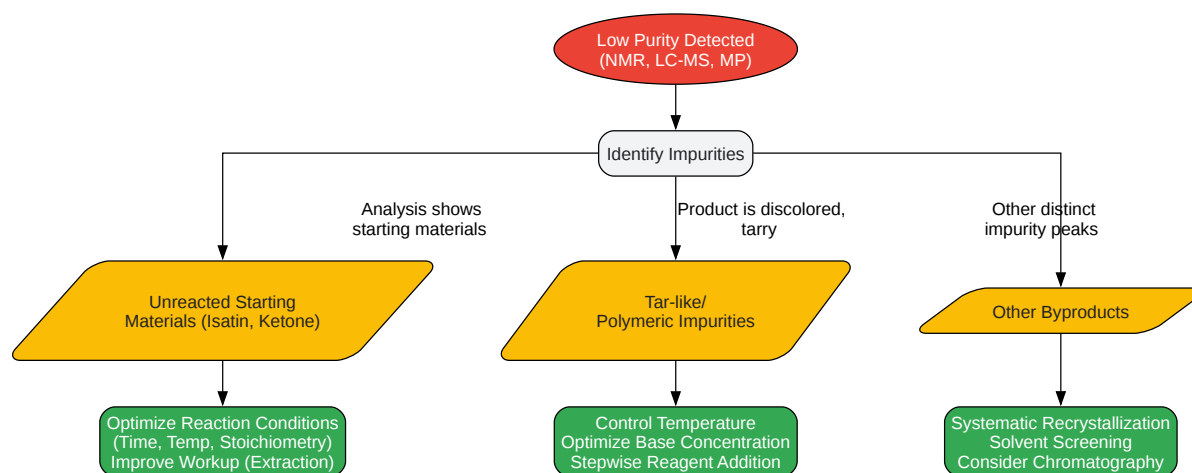 Low Purity Detected
(NMR, LC-MS, MP)
Identify Impurities
Analysis shows
starting materials
Product is discolored,
tarry
Other distinct
impurity peaks
Unreacted Starting
Materials (Isatin, Ketone)
Tar-like/
Polymeric Impurities
Other Byproducts
Optimize Reaction Conditions
(Time, Temp, Stoichiometry)
Improve Workup (Extraction)
Control Temperature
Optimize Base Concentration
Stepwise Reagent Addition
Systematic Recrystallization
Solvent Screening
Consider Chromatography